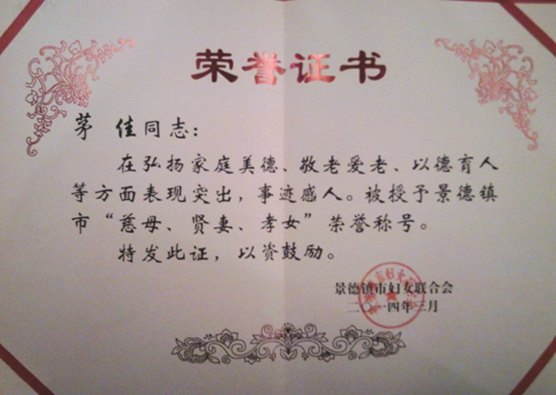 荣誉证书
茅 佳同志：
在弘扬家庭美德、敬老爱老、以德育人
等方面表现突出，事迹感人。被授予景德镇
市“慈母、贤妻、孝女”荣誉称号。
特发此证，以资鼓励。
景德镇市妇女联合会
二〇一四年三月